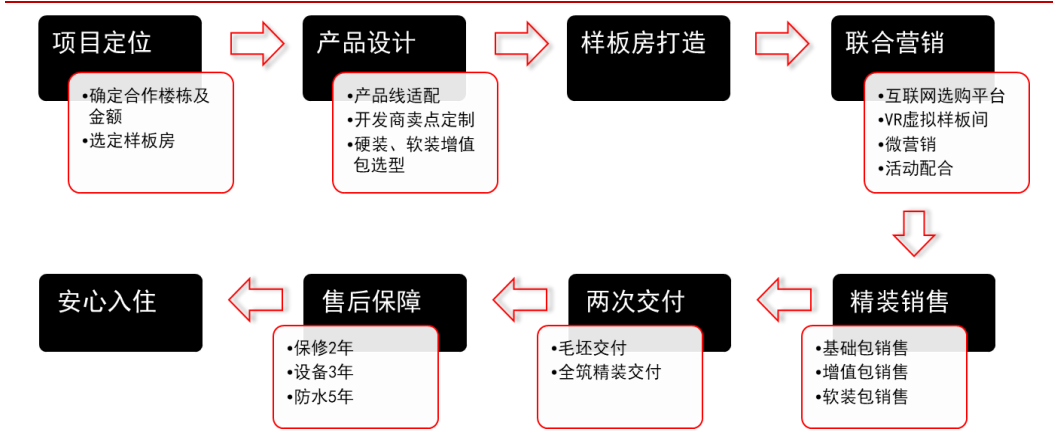 项目定位
•确定合作楼栋及
金额
•选定样板房
产品设计
•产品线适配
•开发商卖点定制
•硬装、软装增值
包选型
样板房打造
联合营销
•互联网选购平台
•VR虚拟样板间
•微营销
•活动配合
精装销售
•基础包销售
•增值包销售
•软装包销售
两次交付
•毛坯交付
•全筑精装交付
售后保障
•保修2年
•设备3年
•防水5年
安心入住